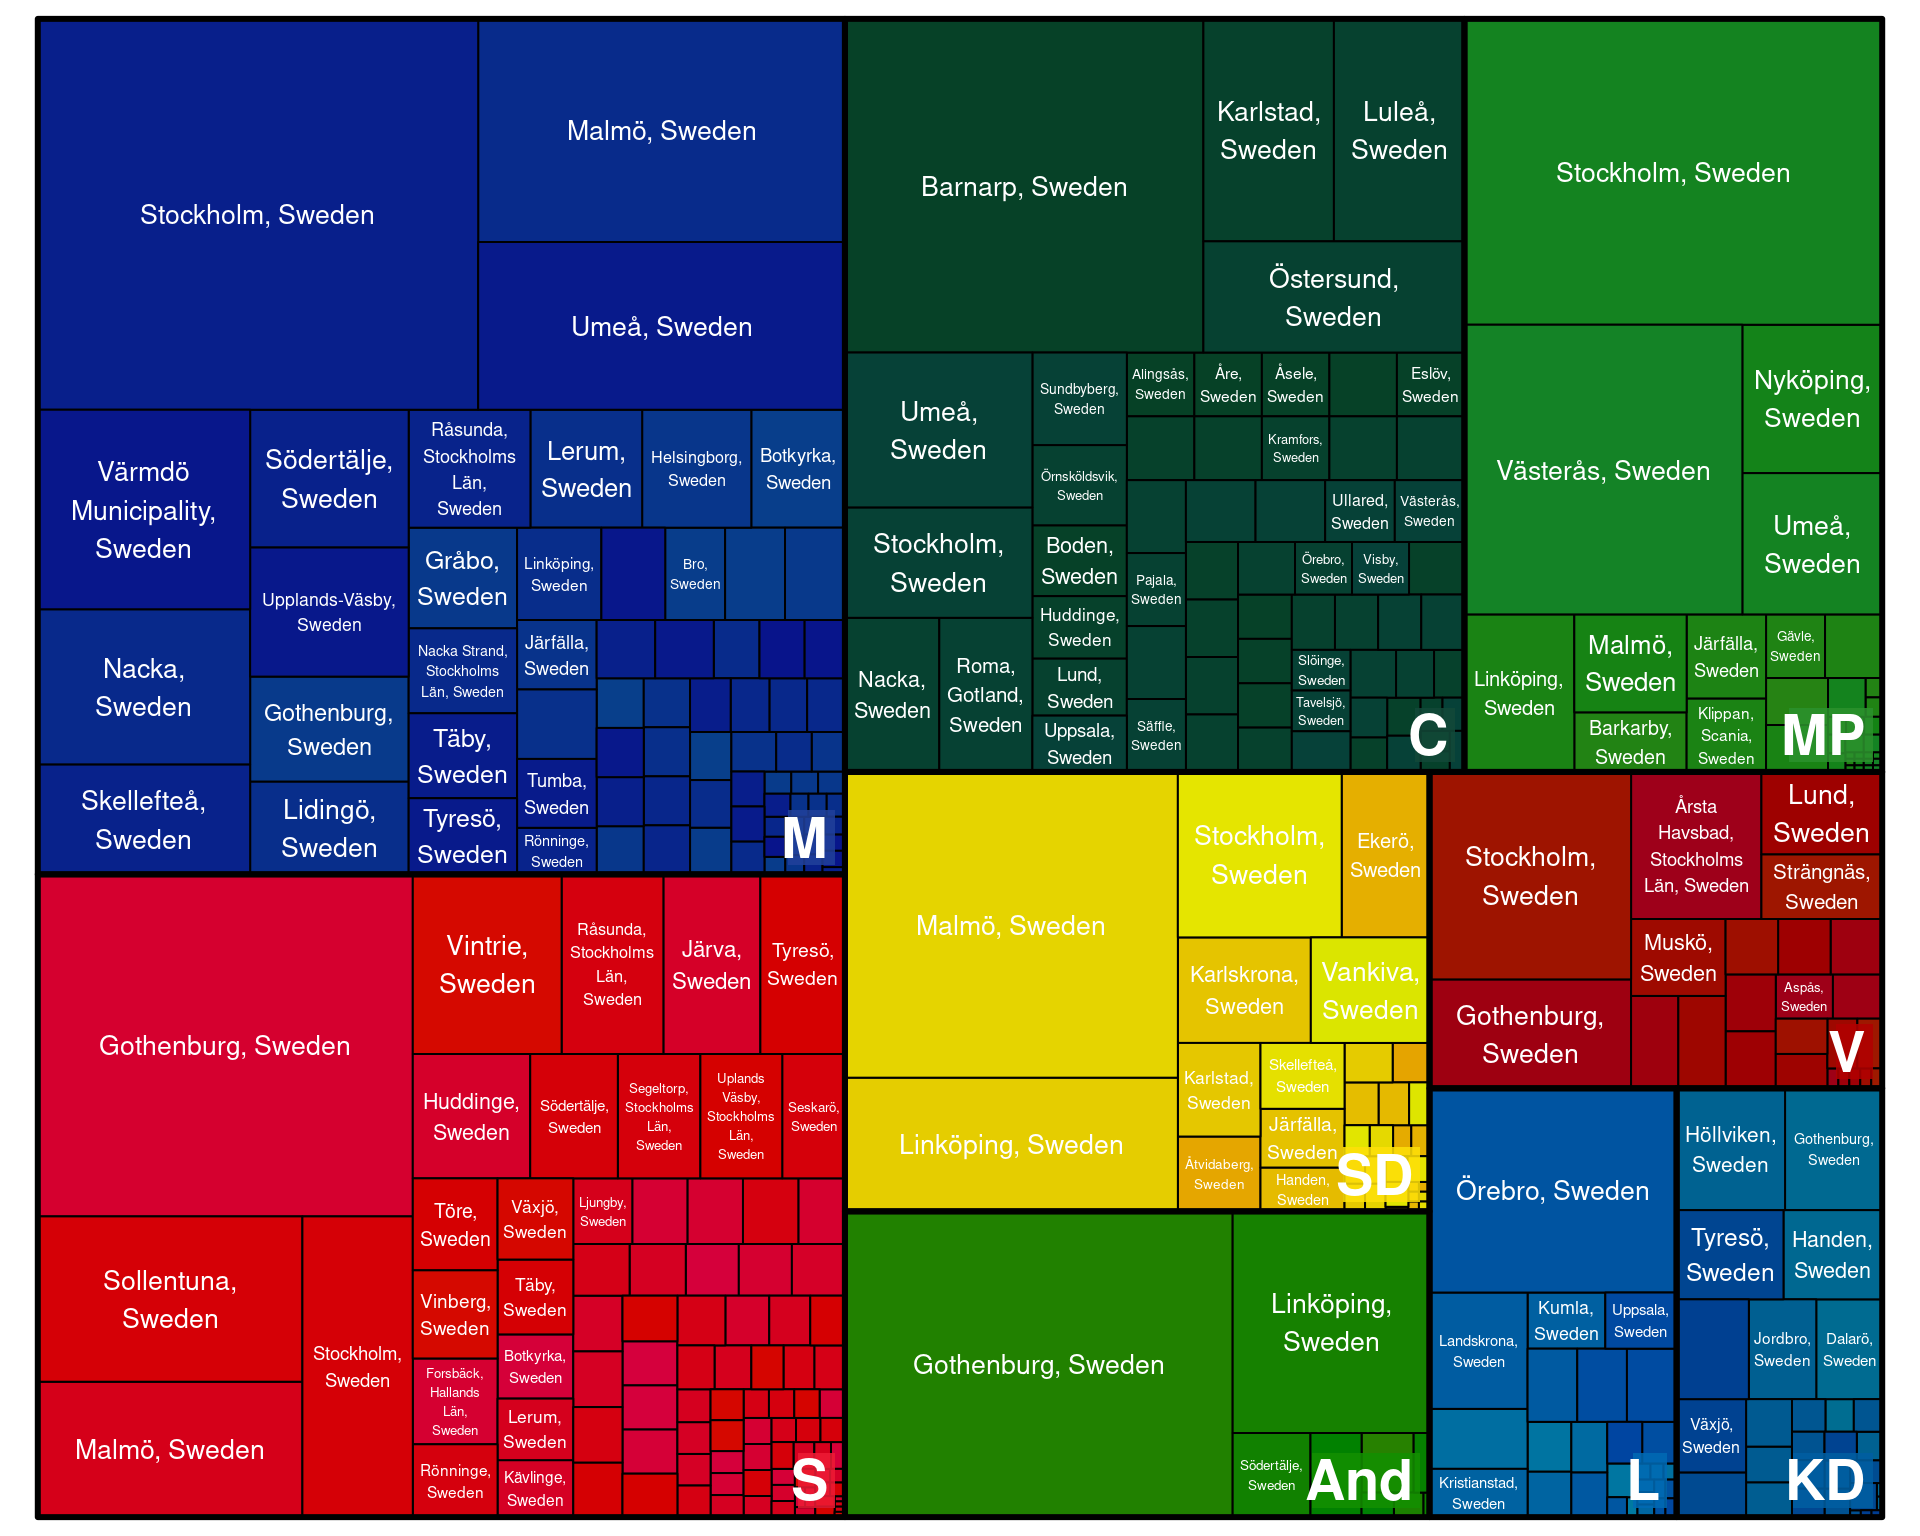 Stockholm, Sweden
Malmö, Sweden
Umeå, Sweden
Värmdö
Municipality,
Sweden
Nacka,
Sweden
Skellefteå,
Sweden
Södertälje,
Sweden
Upplands-Väsby,
Sweden
Gothenburg,
Sweden
Lidingö,
Sweden
Råsunda,
Stockholms
Län,
Sweden
Lerum,
Sweden
Helsingborg,
Sweden
Botkyrka,
Sweden
Gråbo,
Sweden
Nacka Strand,
Stockholms
Län, Sweden
Täby,
Sweden
Tyresö,
Sweden
Linköping,
Sweden
Bro,
Sweden
Järfälla,
Sweden
Tumba,
Sweden
Rönninge,
Sweden
M
Barnarp, Sweden
Karlstad,
Sweden
Luleå,
Sweden
Östersund,
Sweden
Umeå,
Sweden
Stockholm,
Sweden
Nacka,
Sweden
Roma,
Gotland,
Sweden
Sundbyberg,
Sweden
Örnsköldsvik,
Sweden
Boden,
Sweden
Huddinge,
Sweden
Lund,
Sweden
Uppsala,
Sweden
Alingsås,
Sweden
Åre,
Sweden
Åsele,
Sweden
Eslöv,
Sweden
Kramfors,
Sweden
Ullared,
Sweden
Västerås,
Sweden
Pajala,
Sweden
Örebro,
Sweden
Visby,
Sweden
Säffle,
Sweden
Slöinge,
Sweden
Tavelsjö,
Sweden
C
Stockholm, Sweden
Västerås, Sweden
Nyköping,
Sweden
Umeå,
Sweden
Linköping,
Sweden
Malmö,
Sweden
Barkarby,
Sweden
Järfälla,
Sweden
Klippan,
Scania,
Sweden
Gävle,
Sweden
MP
Gothenburg, Sweden
Sollentuna,
Sweden
Malmö, Sweden
Stockholm,
Sweden
Vintrie,
Sweden
Råsunda,
Stockholms
Län,
Sweden
Järva,
Sweden
Tyresö,
Sweden
Huddinge,
Sweden
Södertälje,
Sweden
Segeltorp,
Stockholms
Län,
Sweden
Uplands
Väsby,
Stockholms
Län,
Sweden
Seskarö,
Sweden
Töre,
Sweden
Vinberg,
Sweden
Forsbäck,
Hallands
Län,
Sweden
Rönninge,
Sweden
Växjö,
Sweden
Täby,
Sweden
Botkyrka,
Sweden
Lerum,
Sweden
Kävlinge,
Sweden
Ljungby,
Sweden
S
Malmö, Sweden
Linköping, Sweden
Stockholm,
Sweden
Ekerö,
Sweden
Karlskrona,
Sweden
Vankiva,
Sweden
Karlstad,
Sweden
Åtvidaberg,
Sweden
Skellefteå,
Sweden
Järfälla,
Sweden
Handen,
Sweden
SD
Gothenburg, Sweden
Linköping,
Sweden
Södertälje,
Sweden
And
Stockholm,
Sweden
Gothenburg,
Sweden
Årsta
Havsbad,
Stockholms
Län, Sweden
Lund,
Sweden
Strängnäs,
Sweden
Muskö,
Sweden
Aspås,
Sweden
V
Örebro, Sweden
Landskrona,
Sweden
Kristianstad,
Sweden
Kumla,
Sweden
Uppsala,
Sweden
L
Höllviken,
Sweden
Gothenburg,
Sweden
Tyresö,
Sweden
Handen,
Sweden
Jordbro,
Sweden
Dalarö,
Sweden
Växjö,
Sweden
KD